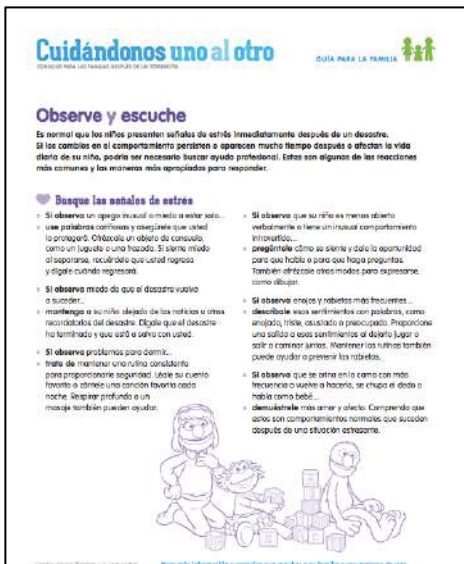 Cuidándonos uno al otro
GUÍA PARA LA FAMILIA
Observe y escuche
Es normal que los niños presenten señales de estrés inmediatamente después de un desastre.
Si los cambios en el comportamiento persisten o aparecen mucho tiempo después o afectan la vida
diaria de su niño, podría ser necesario buscar ayuda profesional. Estas son algunas de las reacciones
más comunes y las maneras más apropiadas para responder.
Busque las señales de estrés
Si observa un apego inusual o miedo a estar solo...
use palabras cariñosas y asegúrele que usted
lo protegerá. Ofrézcale un objeto de consuelo,
como un juguete o una frazada. Si siente miedo
al separarse, recuérdele que usted regresa
y dígale cuándo regresará.
Si observa miedo de que el desastre vuelva
a suceder...
mantenga a su niño alejado de las noticias u otros
recordatorios del desastre. Dígale que el desastre
ha terminado y que está a salvo con usted.
Si observa problemas para dormir...
trate de mantener una rutina consistente
para proporcionarle seguridad. Léale su cuento
favorito o cántele una canción favorita cada
noche. Respirar profundo o un
masaje también pueden ayudar.
Si observa que su niño es menos abierto
verbalmente o tiene un inusual comportamiento
introvertido...
pregúntele cómo se siente y dele la oportunidad
para que hable o para que haga preguntas.
También ofrézcale otros modos para expresarse,
como dibujar.
Si observa enojos y rabietas más frecuentes...
descríbale esos sentimientos con palabras, como
enojado, triste, asustado o preocupado. Proporcione
una salida a esos sentimientos al dejarlo jugar o
salir a caminar juntos. Mantener las rutinas también
puede ayudar a prevenir las rabietas.
Si observa que se orina en la cama con más
frecuencia o vuelve a hacerlo, se chupa el dedo o
habla como bebé...
demuéstrele más amor y afecto. Comprenda que
estos son comportamientos normales que suceden
después de una situación estresante.